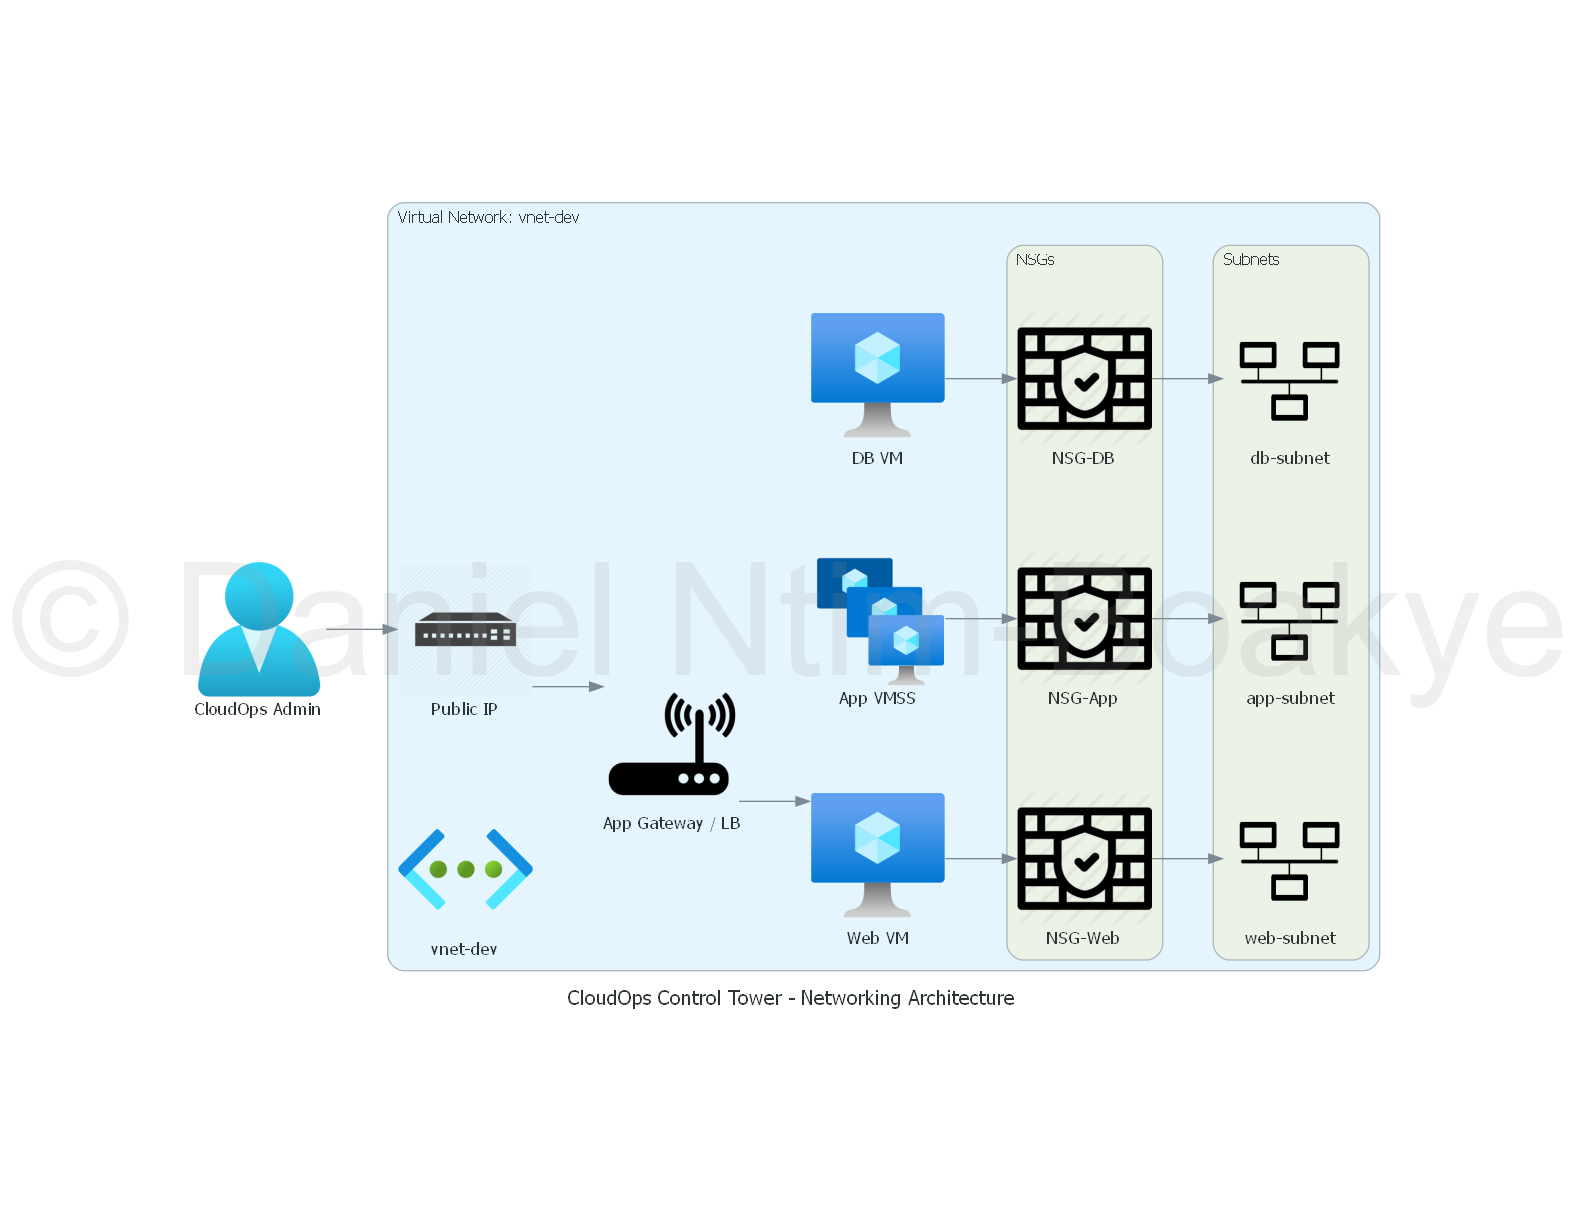 Virtual Network: vnet-dev
NSGs
Subnets
DB VM
NSG-DB
db-subnet
© Daniel Ntim-Boakye
CloudOps Admin
Public IP
App VMSS
NSG-App
app-subnet
App Gateway / LB
vnet-dev
Web VM
NSG-Web
web-subnet
CloudOps Control Tower - Networking Architecture